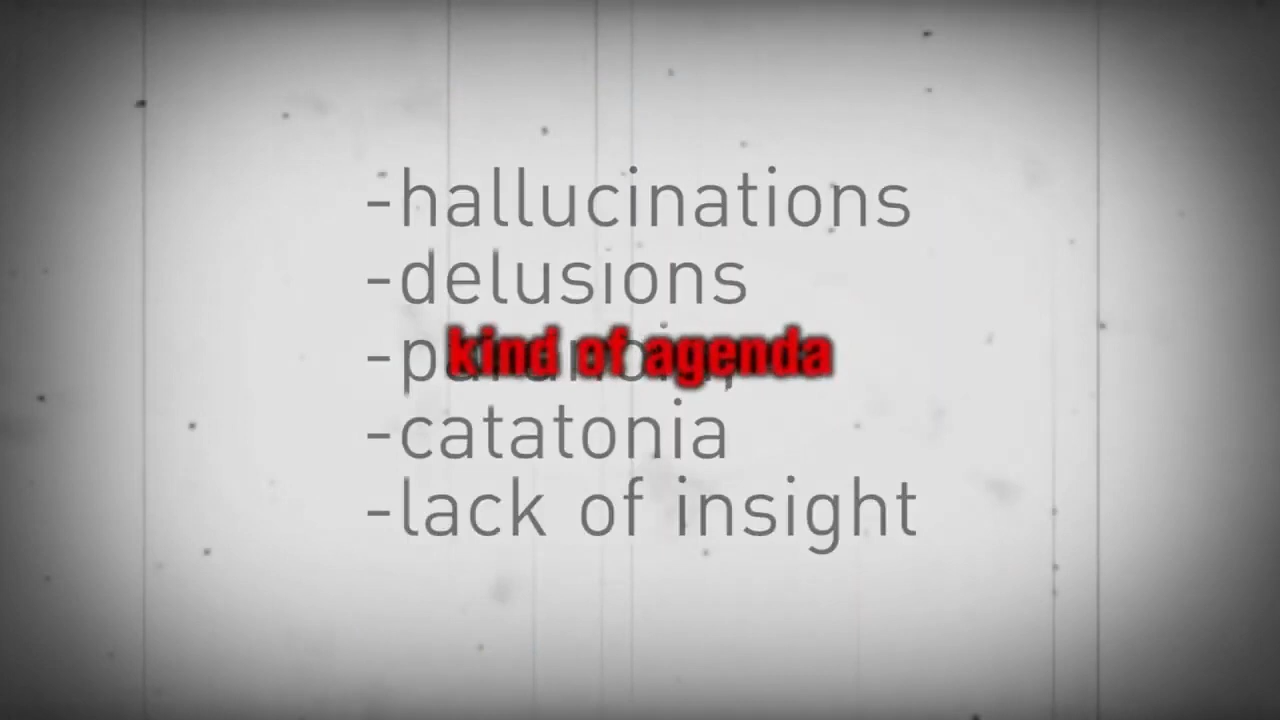 -hallucinations
-delusions
kind of agenda
-catatonia
-lack of insight